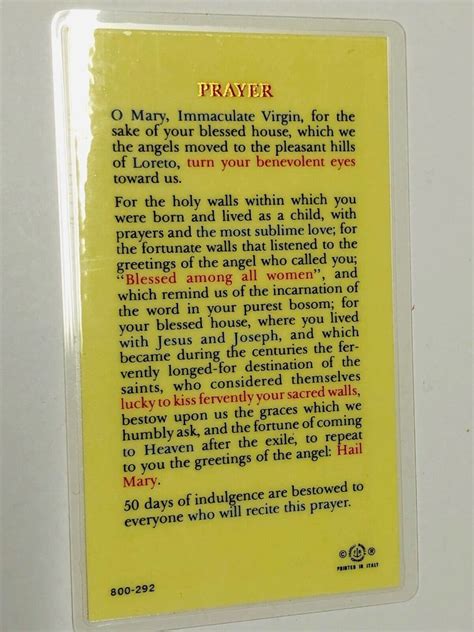 PRAYER
O Mary, Immaculate Virgin, for the
sake of your blessed house, which we
the angels moved to the pleasant hills
of Loreto, turn your benevolent eyes
toward us.
For the holy walls within which you
were born and lived as a child, with
prayers and the most sublime love; for
the fortunate walls that listened to the
greetings of the angel who called you;
“Blessed among all women”, and
which remind us of the incarnation of
the word in your purest bosom; for
your blessed house, where you lived
with Jesus and Joseph, and which
became during the centuries the fer-
vently longed-for destination of the
saints, who considered themselves
lucky to kiss fervently your sacred walls,
bestow upon us the graces which we
humbly ask, and the fortune of coming
to Heaven after the exile, to repeat
to you the greetings of the angel: Hail
Mary.
50 days of indulgence are bestowed to
everyone who will recite this prayer.
© ®
PRINTED IN ITALY
800-292